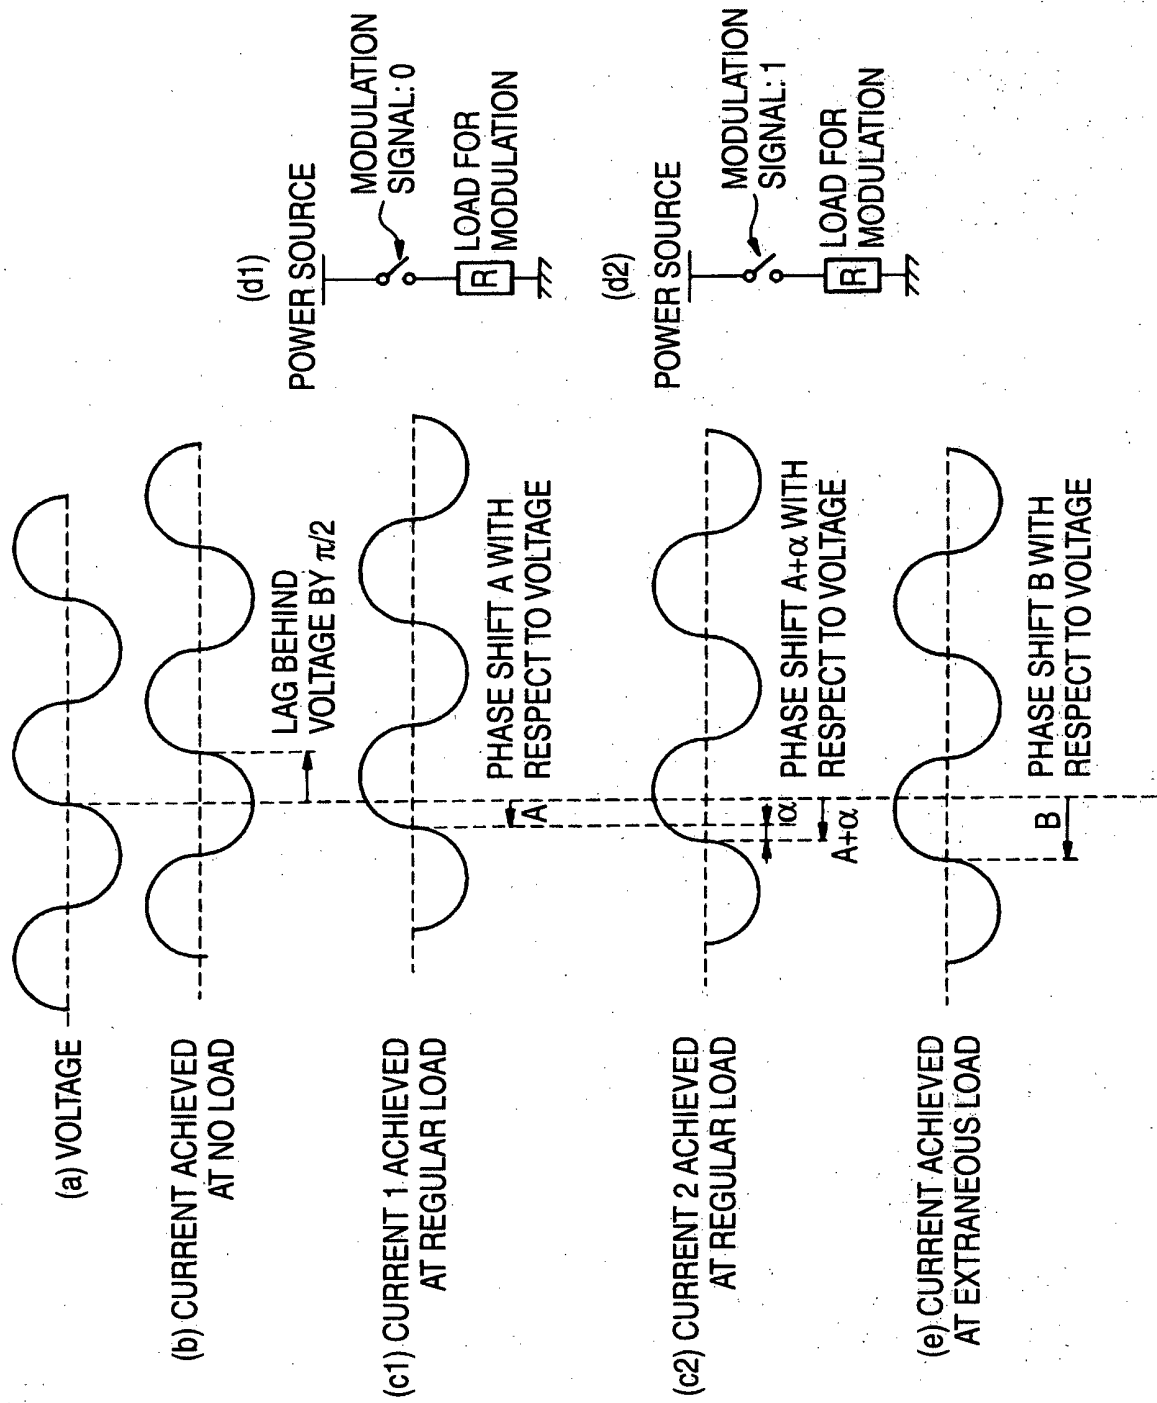 (a) VOLTAGE
(b) CURRENT ACHIEVED
AT NO LOAD
LAG BEHIND
VOLTAGE BY π/2
(c1) CURRENT 1 ACHIEVED
AT REGULAR LOAD
A
PHASE SHIFT A WITH
RESPECT TO VOLTAGE
(d1)
POWER SOURCE
MODULATION
SIGNAL: 0
R
LOAD FOR
MODULATION
(c2) CURRENT 2 ACHIEVED
AT REGULAR LOAD
α
A+α
PHASE SHIFT A+α WITH
RESPECT TO VOLTAGE
(d2)
POWER SOURCE
MODULATION
SIGNAL: 1
R
LOAD FOR
MODULATION
(e) CURRENT ACHIEVED
AT EXTRANEOUS LOAD
B
PHASE SHIFT B WITH
RESPECT TO VOLTAGE